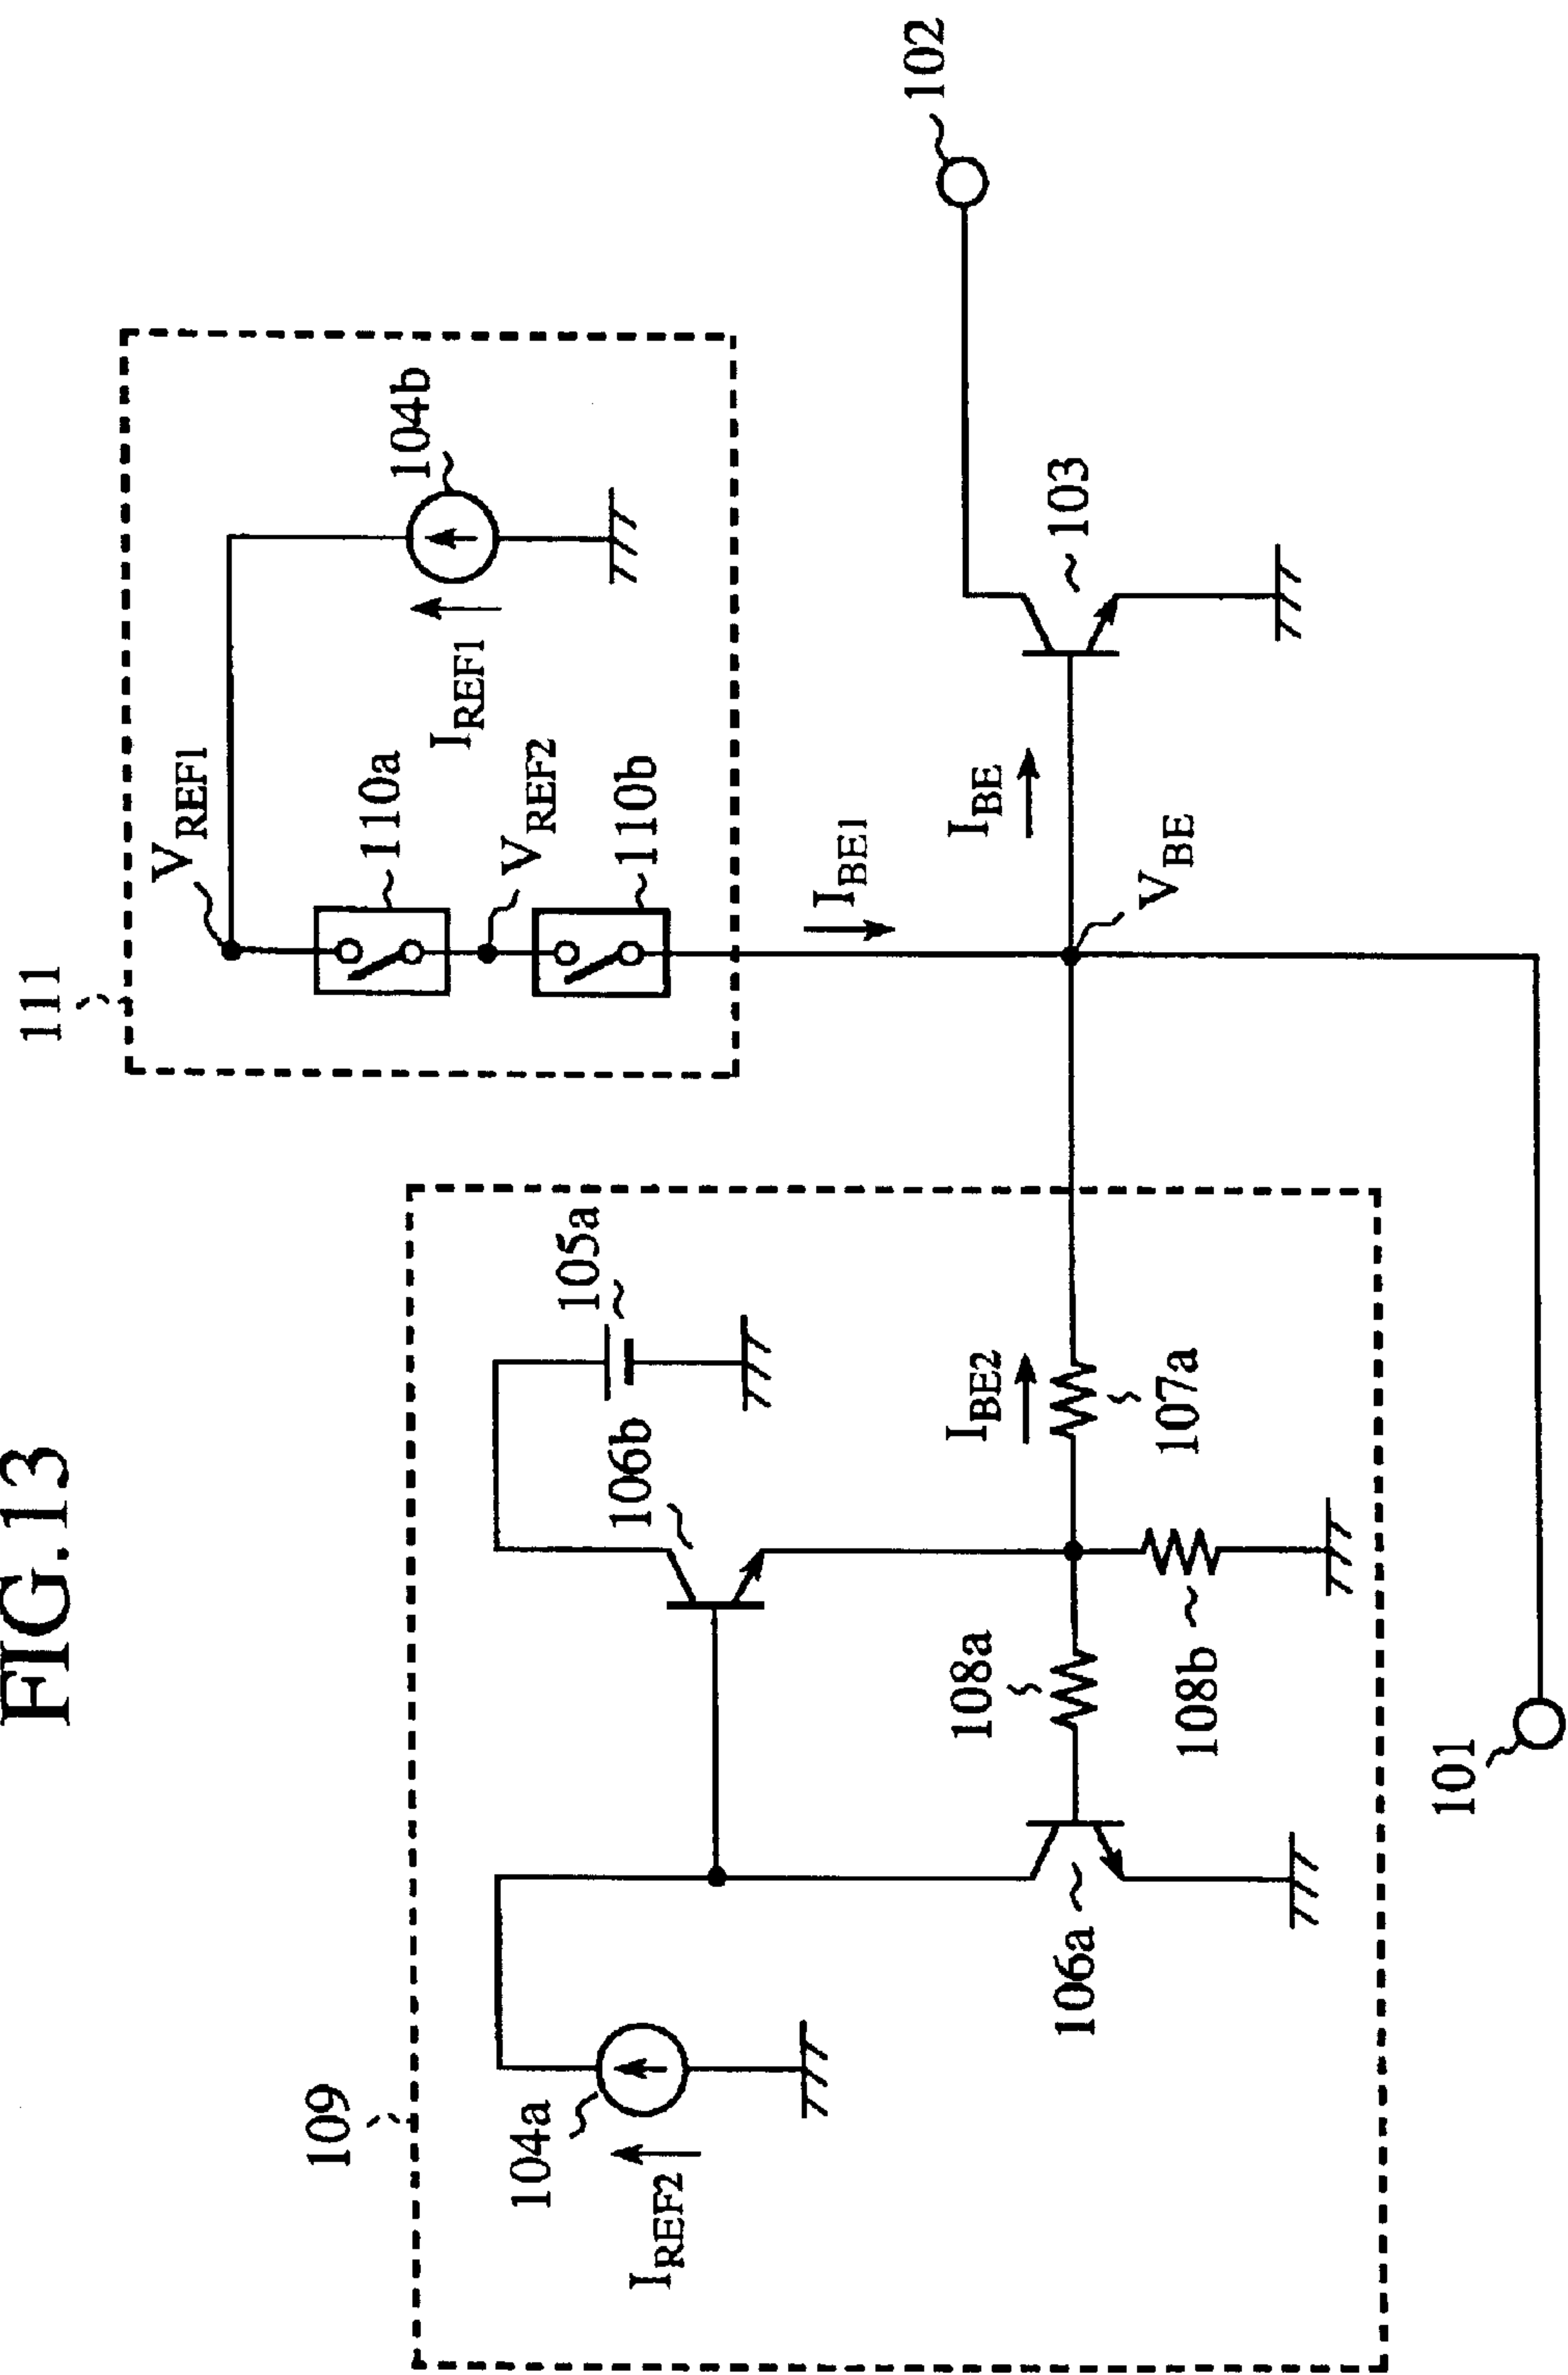 FIG.13
111
VREF1
110a
104b
IREF1
VREF2
110b
IBE1
102
103
IBE
VBE
109
104a
IREF2
106b
105a
106a
108a
108b
IBE2
107a
101